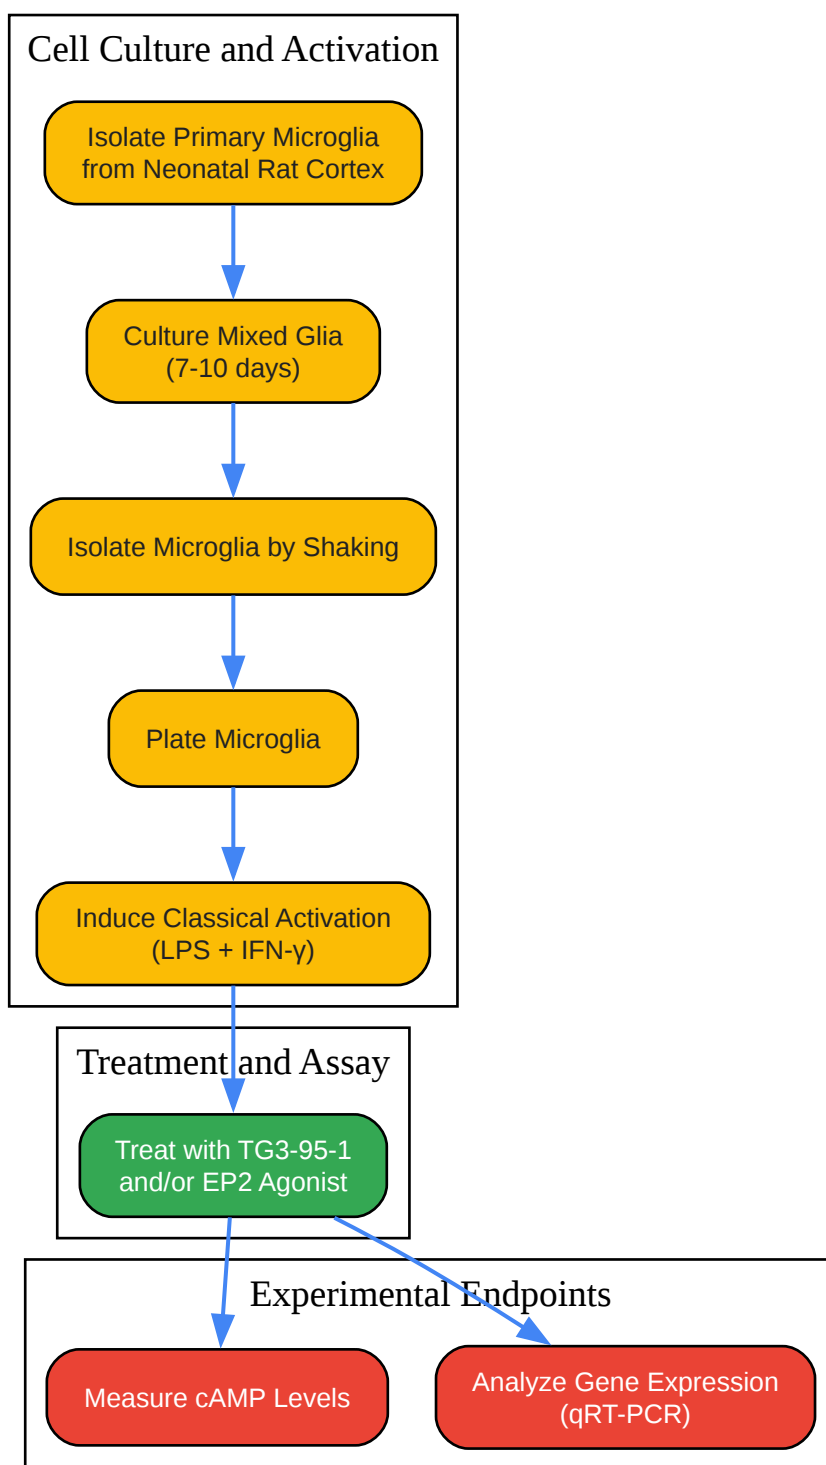 Cell Culture and Activation
Isolate Primary Microglia
from Neonatal Rat Cortex
Culture Mixed Glia
(7-10 days)
Isolate Microglia by Shaking
Plate Microglia
Induce Classical Activation
(LPS + IFN-γ)
Treatment and Assay
Treat with TG3-95-1
and/or EP2 Agonist
Experimental Endpoints
Measure cAMP Levels
Analyze Gene Expression
(qRT-PCR)